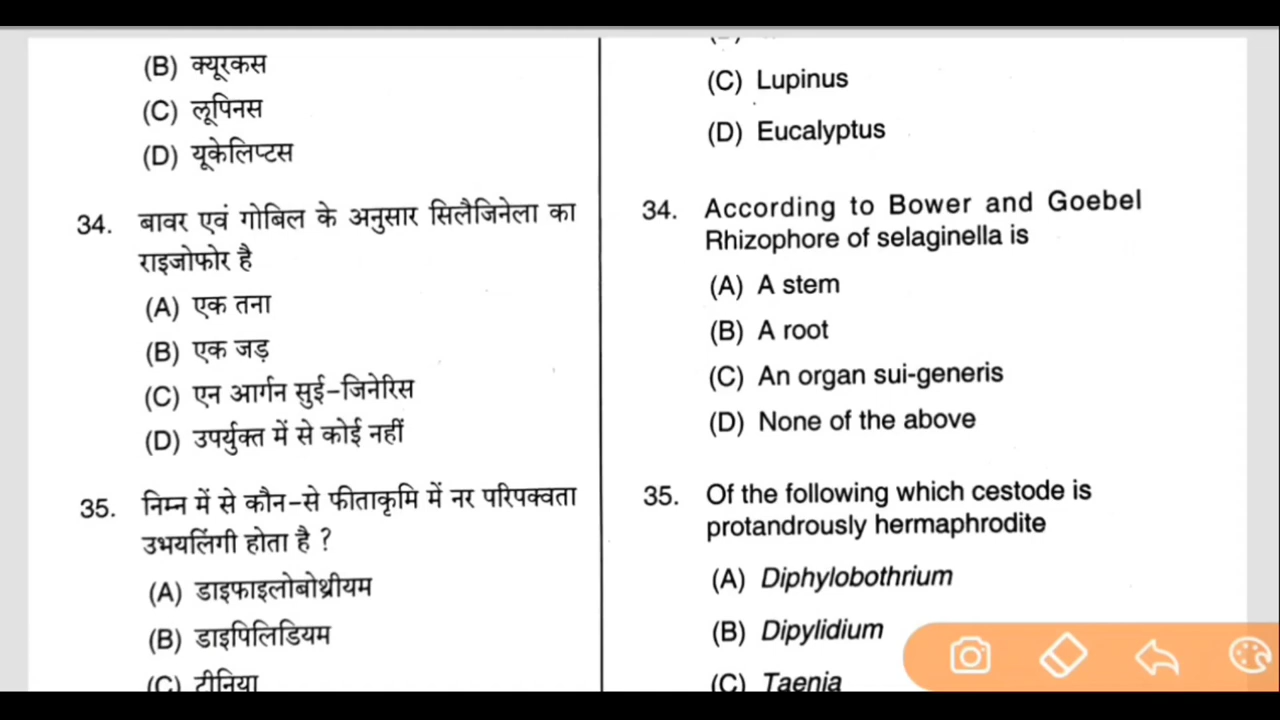 (B) क्यूरकस
(C) लूपिनस
(D) यूकेलिप्टस
34. बावर एवं गोबिल के अनुसार सिलैजिनेला का
राइजोफोर है
(A) एक तना
(B) एक जड़
(C) एन आर्गन सुई-जिनेरिस
(D) उपर्युक्त में से कोई नहीं
35. निम्न में से कौन-से फीताकृमि में नर परिपक्वता
उभयलिंगी होता है ?
(A) डाइफाइलोबोथ्रीयम
(B) डाइपिलिडियम
(C) टीनिया
(C) Lupinus
(D) Eucalyptus
34. According to Bower and Goebel
Rhizophore of selaginella is
(A) A stem
(B) A root
(C) An organ sui-generis
(D) None of the above
35. Of the following which cestode is
protandrously hermaphrodite
(A) Diphylobothrium
(B) Dipylidium
(C) Taenia